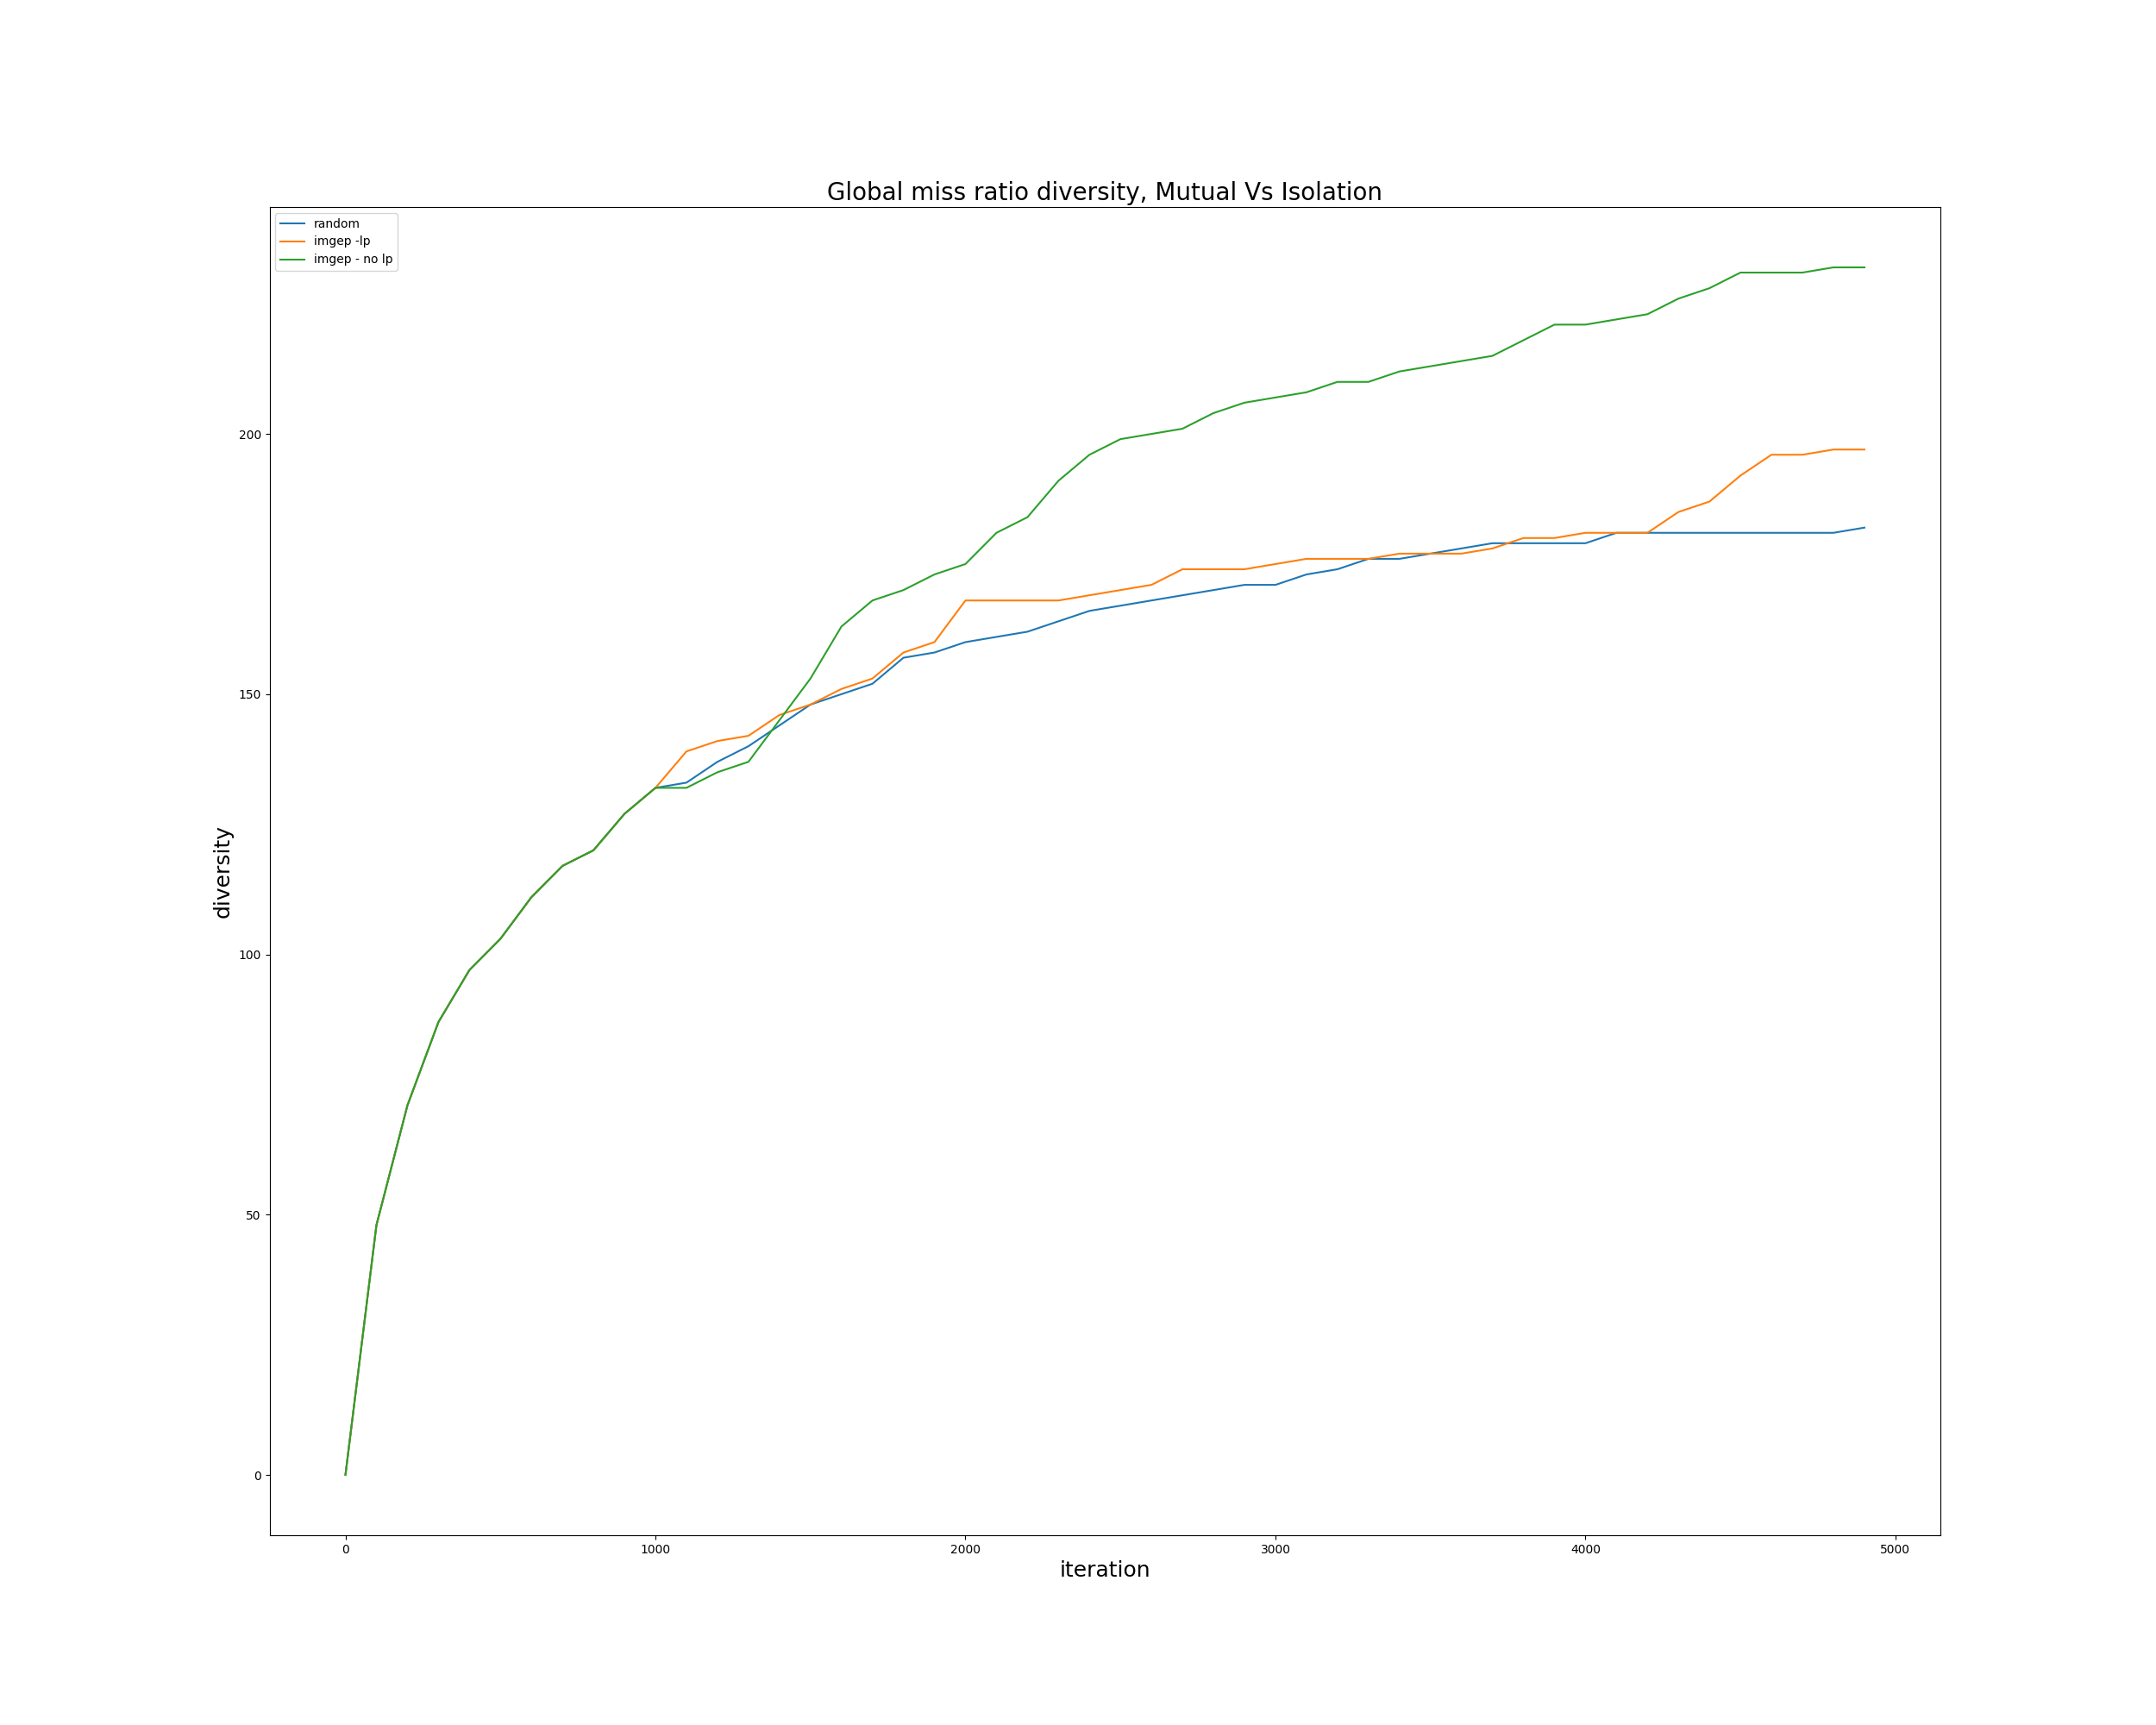 Global miss ratio diversity, Mutual Vs Isolation
random
imgep -lp
imgep - no lp
200
150
100
50
0
diversity
0 1000 2000 3000 4000 5000
iteration